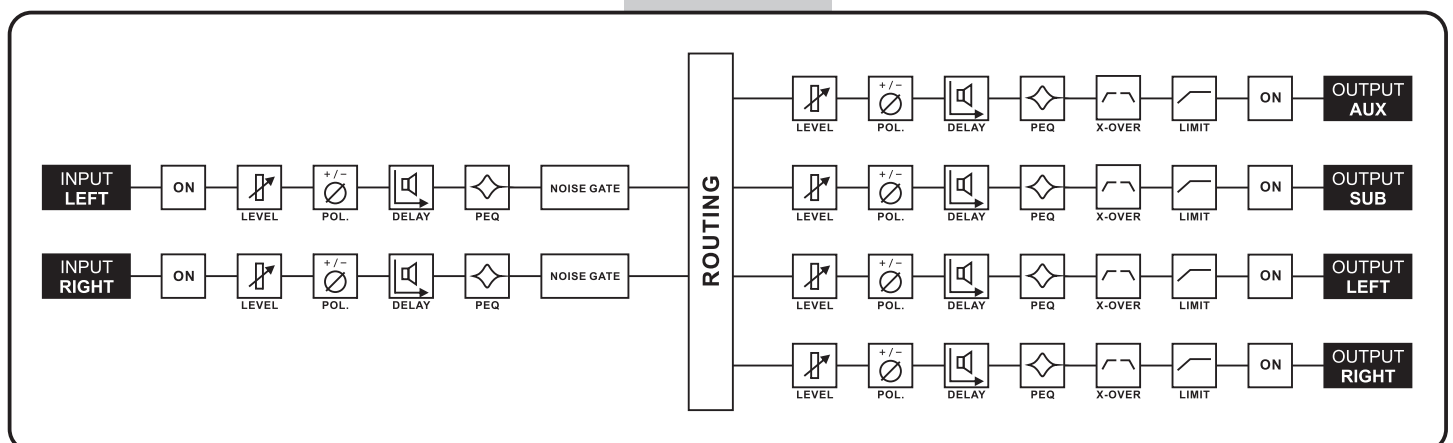 INPUT
LEFT
ON
LEVEL
+ / −
POL.
DELAY
PEQ
NOISE GATE
INPUT
RIGHT
ON
LEVEL
+ / −
POL.
DELAY
PEQ
NOISE GATE
ROUTING
LEVEL
+ / −
POL.
DELAY
PEQ
X-OVER
LIMIT
ON
OUTPUT
AUX
LEVEL
+ / −
POL.
DELAY
PEQ
X-OVER
LIMIT
ON
OUTPUT
SUB
LEVEL
+ / −
POL.
DELAY
PEQ
X-OVER
LIMIT
ON
OUTPUT
LEFT
LEVEL
+ / −
POL.
DELAY
PEQ
X-OVER
LIMIT
ON
OUTPUT
RIGHT